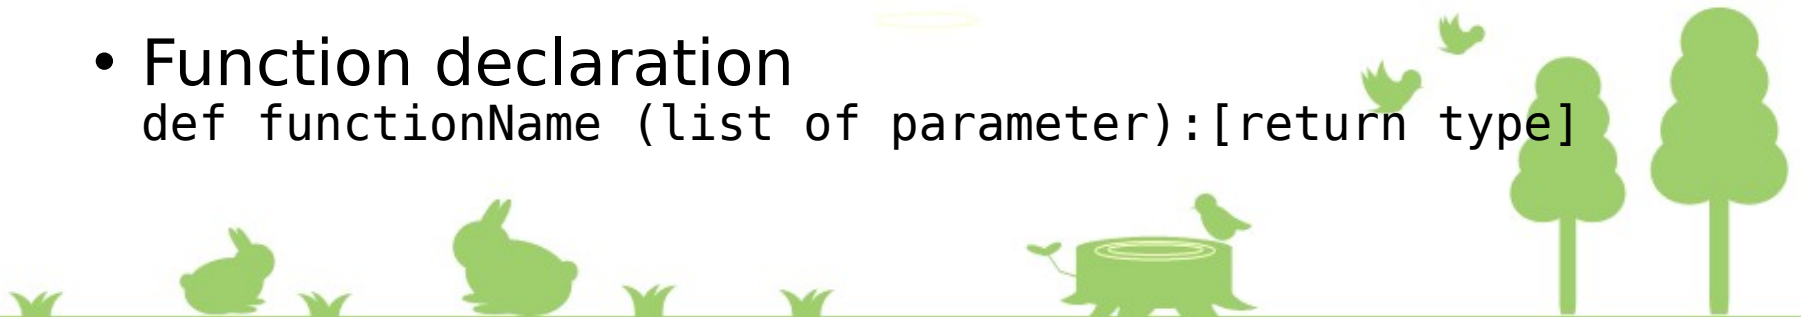 • Function declaration
def functionName (list of parameter):[return type]